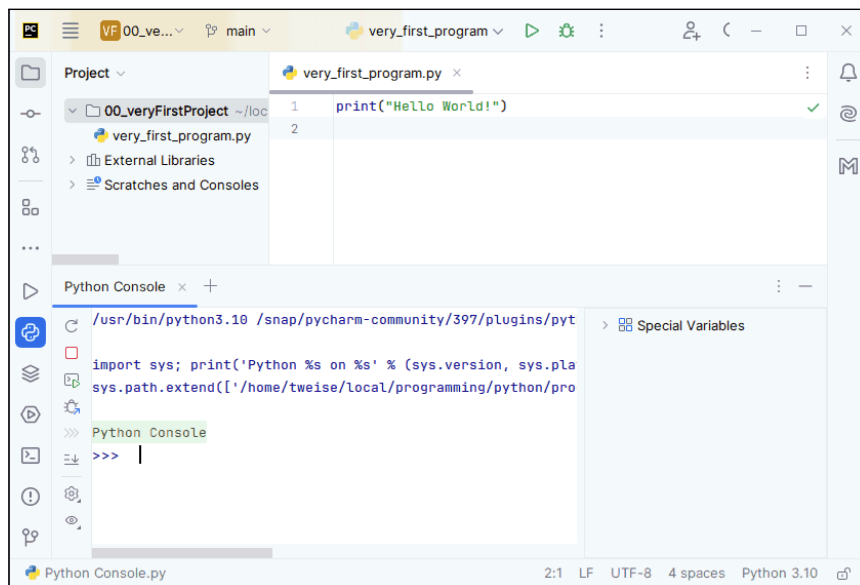 PC VF 00_ve... main very_first_program
Project
very_first_program.py
00_veryFirstProject ~/loc
very_first_program.py
External Libraries
Scratches and Consoles
1 print("Hello World!")
2
Python Console
/usr/bin/python3.10 /snap/pycharm-community/397/plugins/pyt
import sys; print('Python %s on %s' % (sys.version, sys.pla
sys.path.extend(['/home/tweise/local/programming/python/pro
Python Console
>>>
Special Variables
Python Console.py 2:1 LF UTF-8 4 spaces Python 3.10